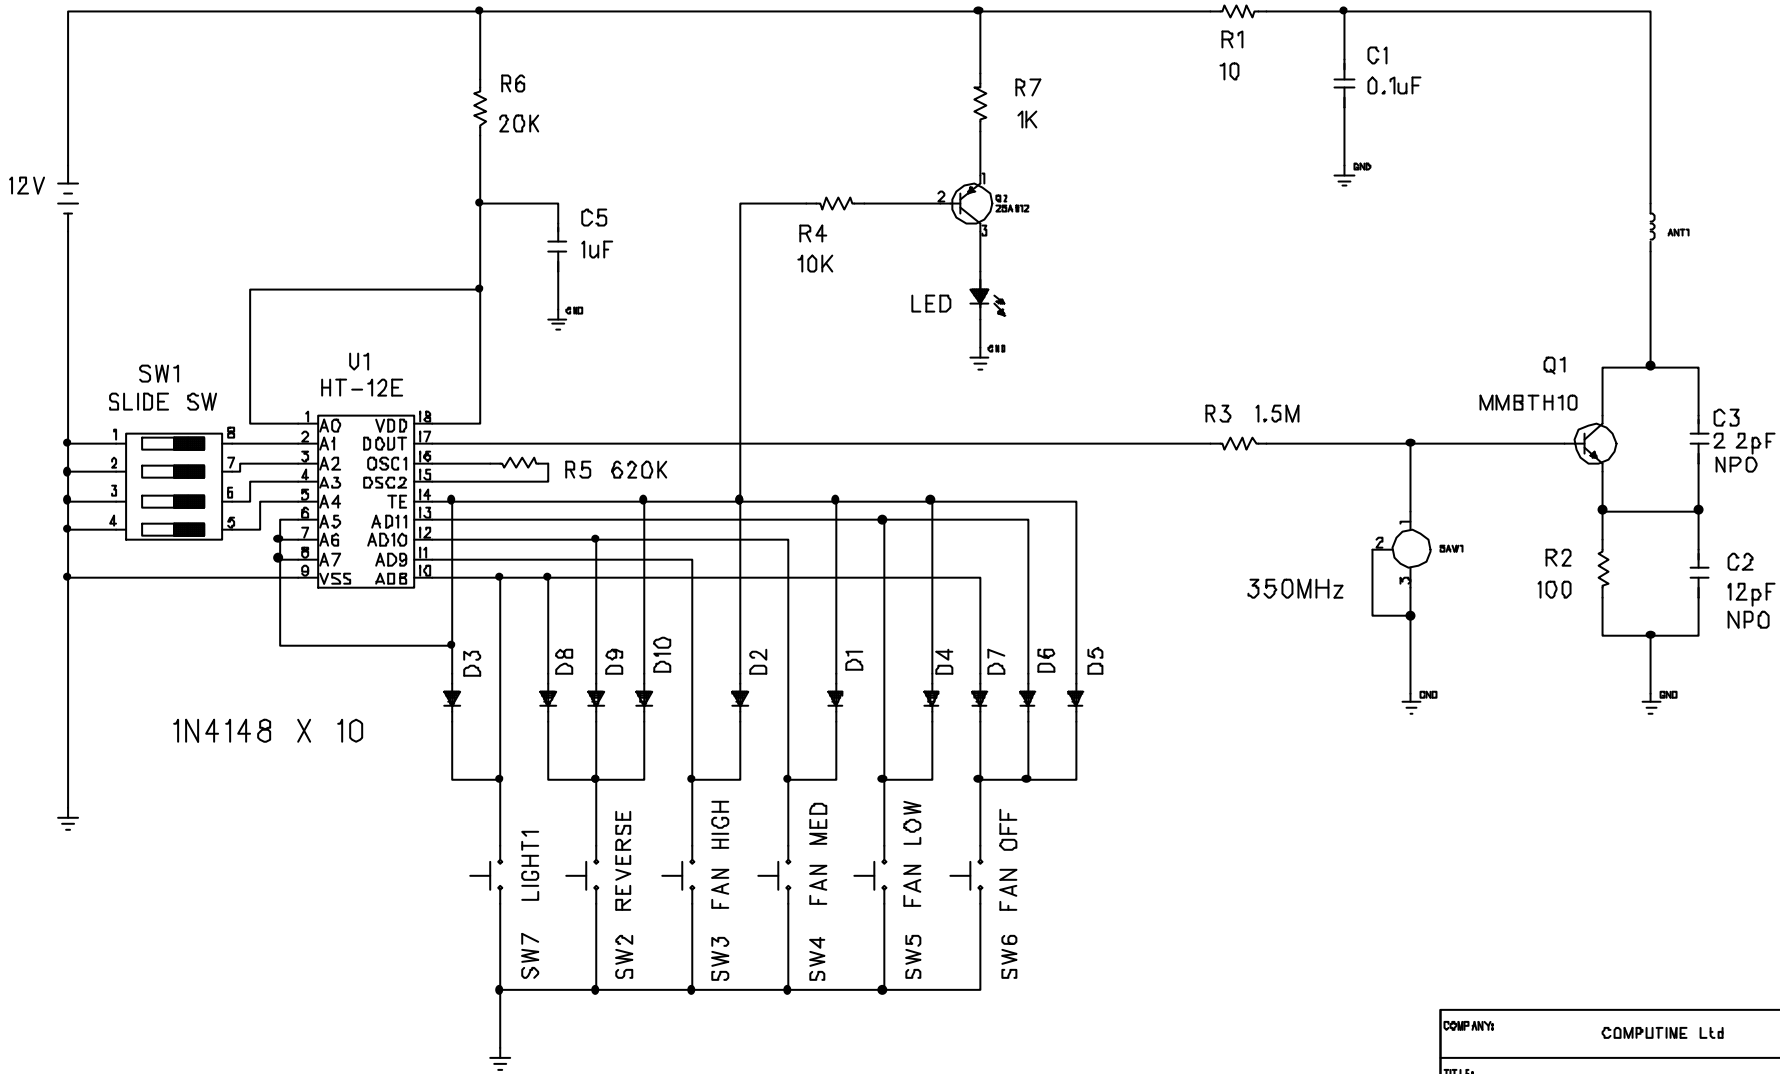 R1
10
C1
0.1uF
R6
20K
R7
1K
12V
GND
1
2
3
R4
10K
C5
1uF
ANT1
LED
GND
GND
U1
HT-12E
SW1
SLIDE SW
Q1
MMBTH10
R3 1.5M
C3
2.2pF
NPO
1 A0 VDD 18
1 8 2 A1 DOUT 17
2 7 3 A2 OSC1 16
4 A3 OSC2 15
R5 620K
3 6 5 A4 TE 14
4 5 6 A5 AD11 13
7 A6 AD10 12
8 A7 AD9 11
9 VSS AD8 10
1
2 SAW1
3
350MHz
R2
100
C2
12pF
NPO
D3
D8
D9
D10
D2
D1
D4
D7
D6
D5
GND
GND
1N4148 X 10
SW7 LIGHT1
SW2 REVERSE
SW3 FAN HIGH
SW4 FAN MED
SW5 FAN LOW
SW6 FAN OFF
COMPANY:
COMPUTINE Ltd
TITLE: